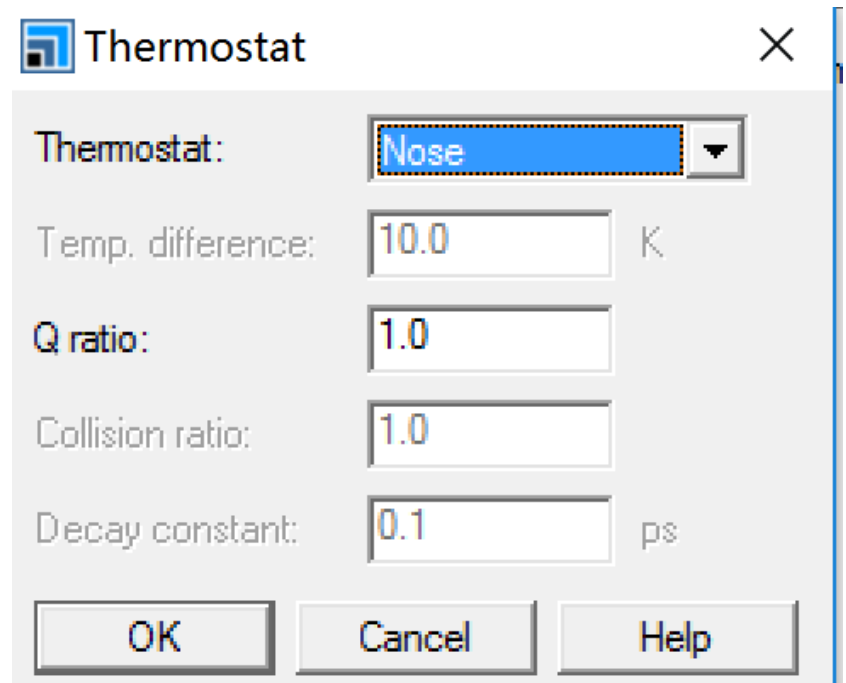 Thermostat
Thermostat: Nose
Temp. difference: 10.0 K
Q ratio: 1.0
Collision ratio: 1.0
Decay constant: 0.1 ps
OK Cancel Help